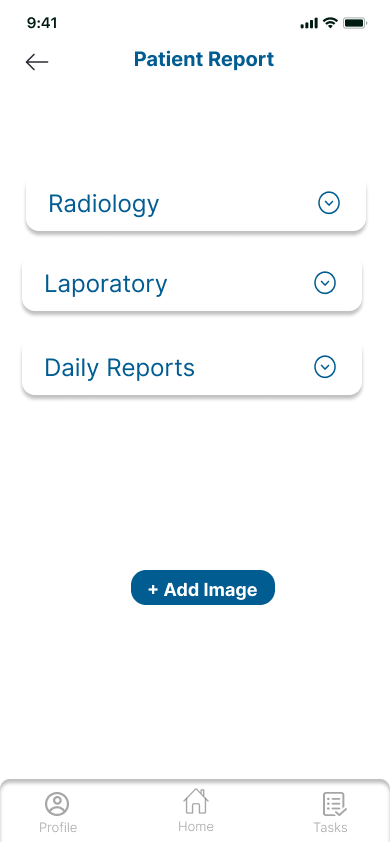 9:41
Patient Report
Radiology
Laporatory
Daily Reports
+ Add Image
Profile
Home
Tasks